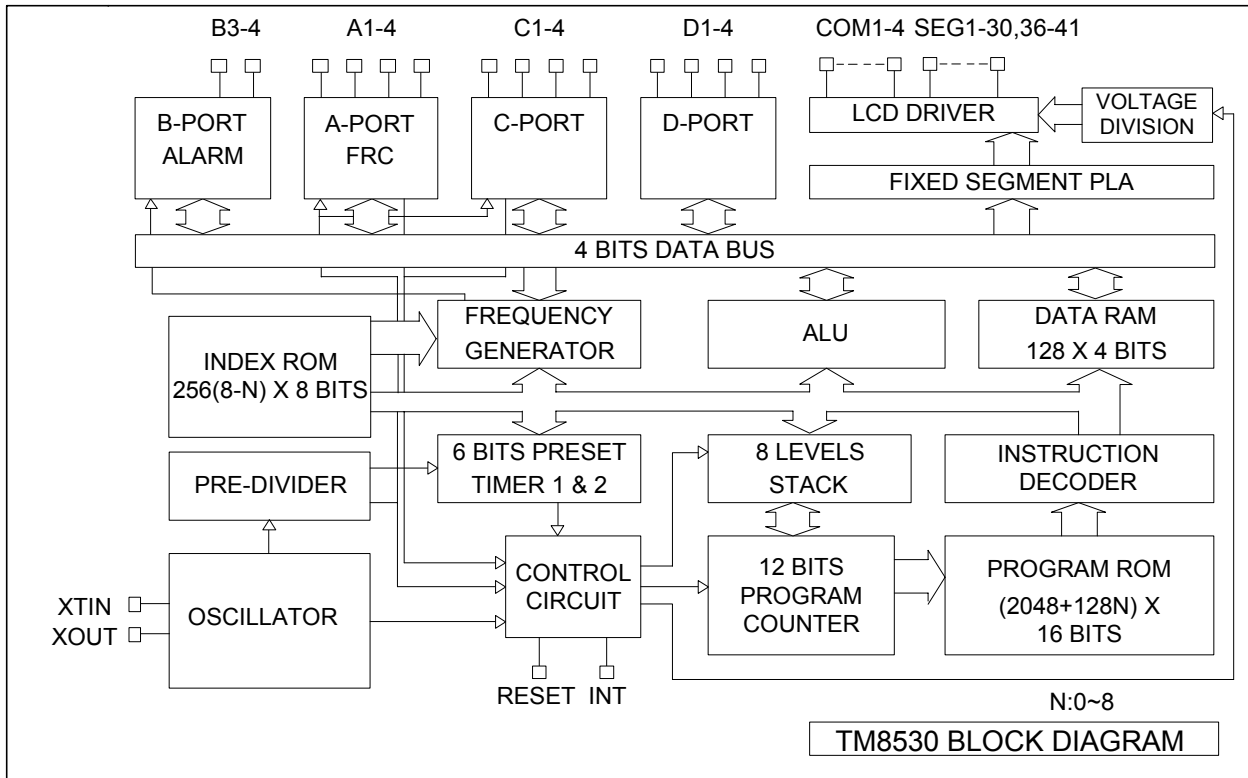 B3-4 A1-4 C1-4 D1-4 COM1-4 SEG1-30,36-41
B-PORT
ALARM
A-PORT
FRC
C-PORT
D-PORT
LCD DRIVER
VOLTAGE
DIVISION
FIXED SEGMENT PLA
4 BITS DATA BUS
INDEX ROM
256(8-N) X 8 BITS
FREQUENCY
GENERATOR
ALU
DATA RAM
128 X 4 BITS
PRE-DIVIDER
6 BITS PRESET
TIMER 1 & 2
8 LEVELS
STACK
INSTRUCTION
DECODER
XTIN
XOUT
OSCILLATOR
CONTROL
CIRCUIT
12 BITS
PROGRAM
COUNTER
PROGRAM ROM
(2048+128N) X
16 BITS
RESET INT
N:0~8
TM8530 BLOCK DIAGRAM